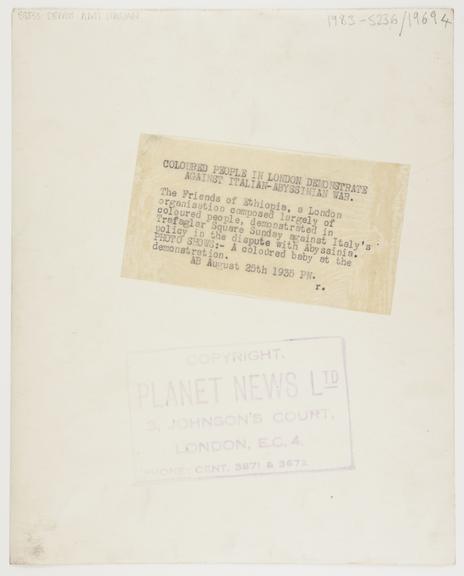 1983-5236/19694
COLOURED PEOPLE IN LONDON DEMONSTRATE
AGAINST ITALIAN-ABYSSINIAN WAR.
The Friends of Ethiopia, a London
organisation composed largely of
coloured people, demonstrated in
Trafaglar Square Sunday against Italy's
policy in the dispute with Abyssinia.
PHOTO SHOWS:- A coloured baby at the
demonstration.
AB August 25th 1935 PN.
r.
COPYRIGHT.
PLANET NEWS LTD
3, JOHNSON'S COURT,
LONDON, E.C.4.
PHONE: CENT. 3871 & 3672